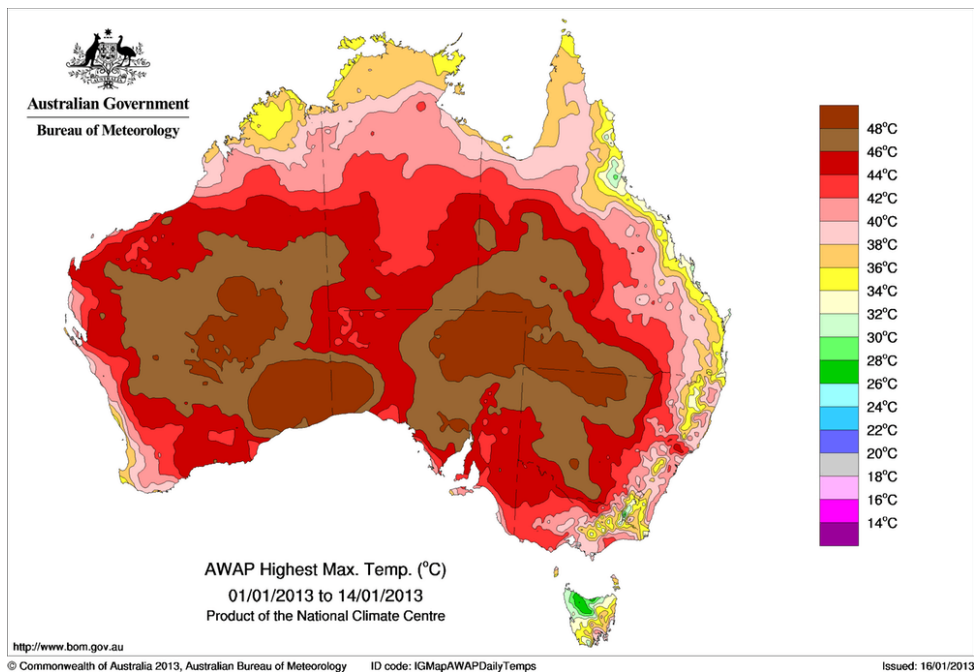 Australian Government
Bureau of Meteorology
48°C
46°C
44°C
42°C
40°C
38°C
36°C
34°C
32°C
30°C
28°C
26°C
24°C
22°C
20°C
18°C
16°C
14°C
AWAP Highest Max. Temp. (°C)
01/01/2013 to 14/01/2013
Product of the National Climate Centre
http://www.bom.gov.au
© Commonwealth of Australia 2013, Australian Bureau of Meteorology ID code: IGMapAWAPDailyTemps Issued: 16/01/2013